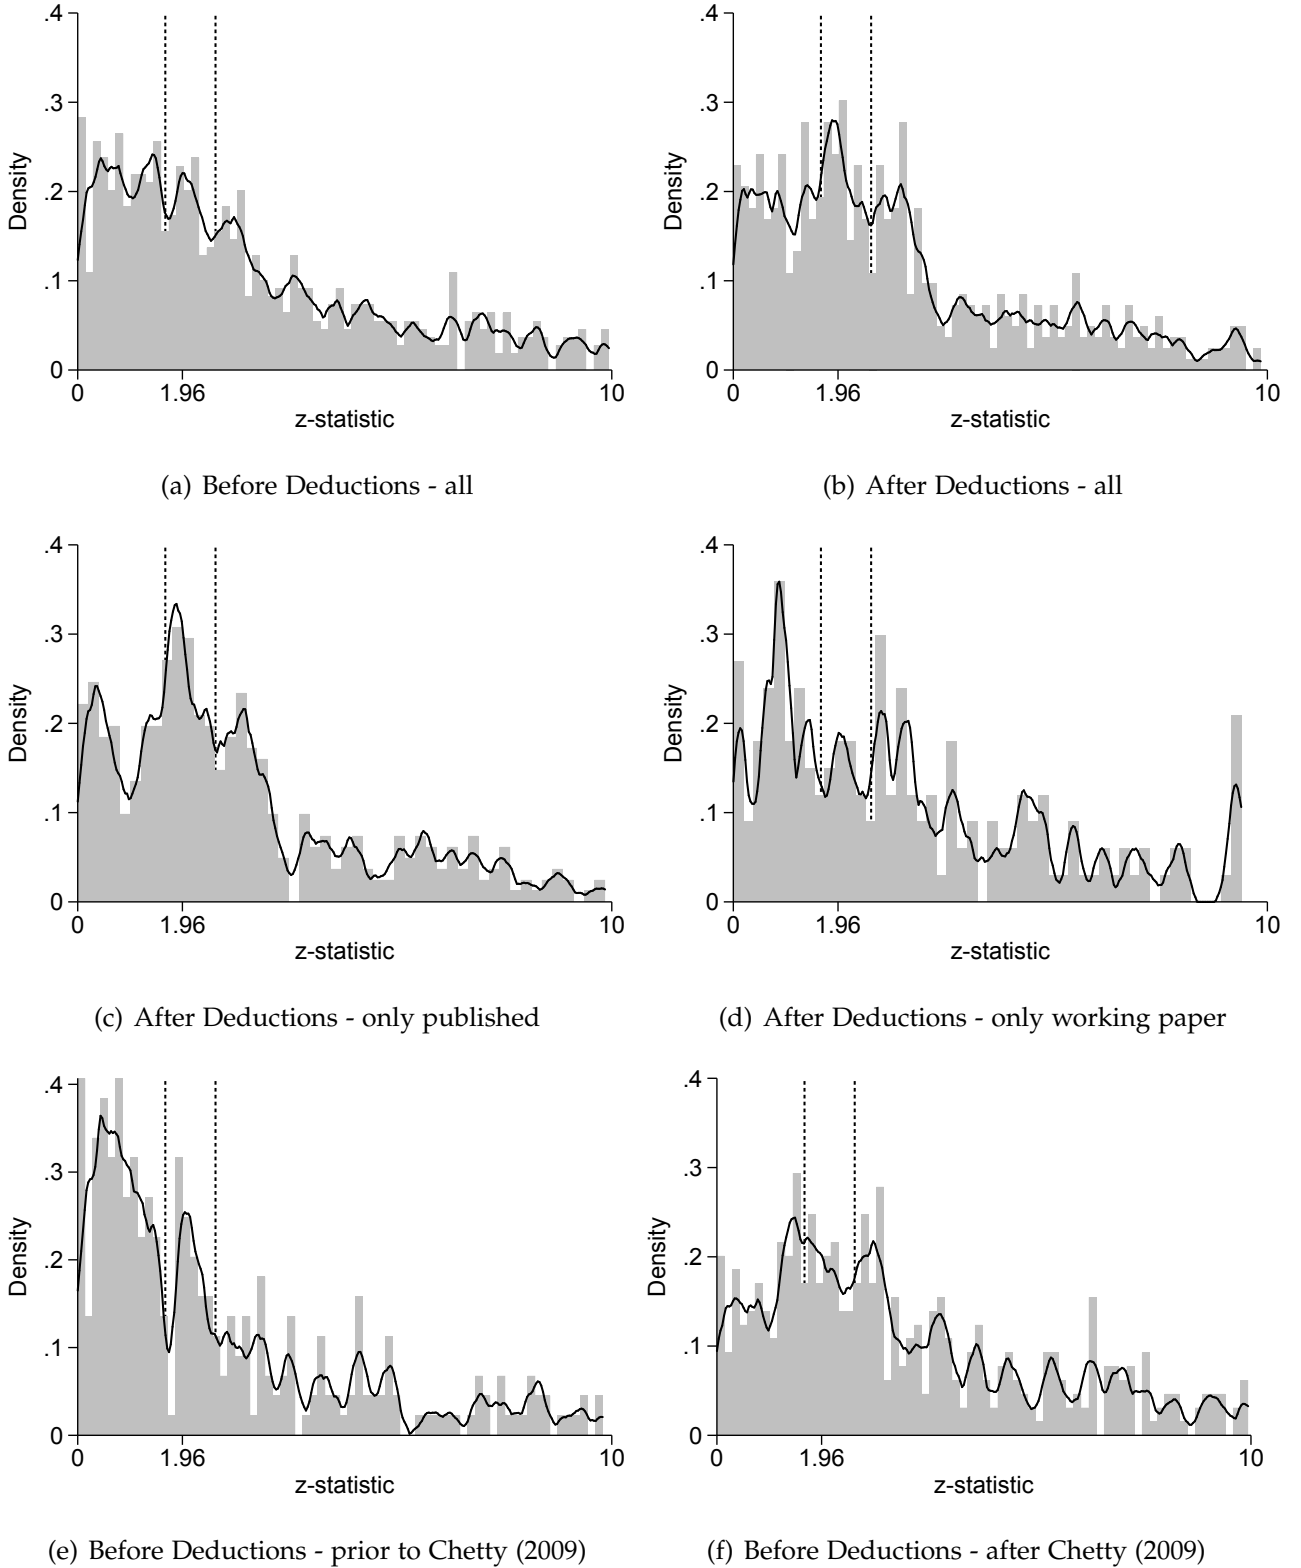 .4 .4
.3 .3
Density .2 Density .2
.1 .1
0 0
0 1.96 10 0 1.96 10
z-statistic z-statistic
(a) Before Deductions - all (b) After Deductions - all
.4 .4
.3 .3
Density .2 Density .2
.1 .1
0 0
0 1.96 10 0 1.96 10
z-statistic z-statistic
(c) After Deductions - only published (d) After Deductions - only working paper
.4 .4
.3 .3
Density .2 Density .2
.1 .1
0 0
0 1.96 10 0 1.96 10
z-statistic z-statistic
(e) Before Deductions - prior to Chetty (2009) (f) Before Deductions - after Chetty (2009)